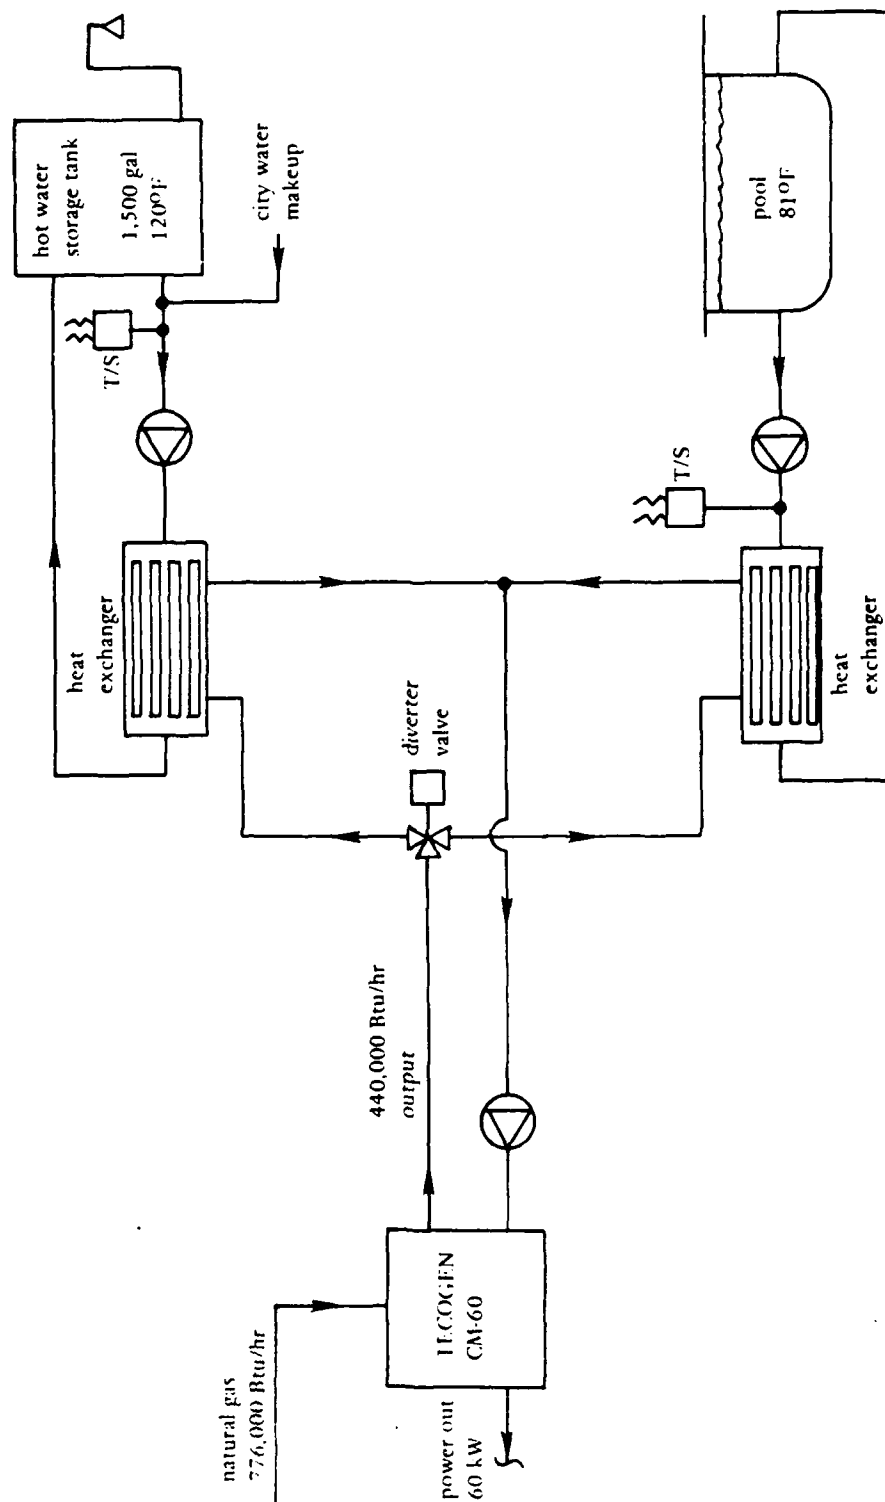 hot water
storage tank
1,500 gal
120°F
city water
makeup
T/S
heat
exchanger
diverter
valve
440,000 Btu/hr
output
natural gas
776,000 Btu/hr
TECOGEN
CM-60
power out
60 kW
pool
81°F
T/S
heat
exchanger